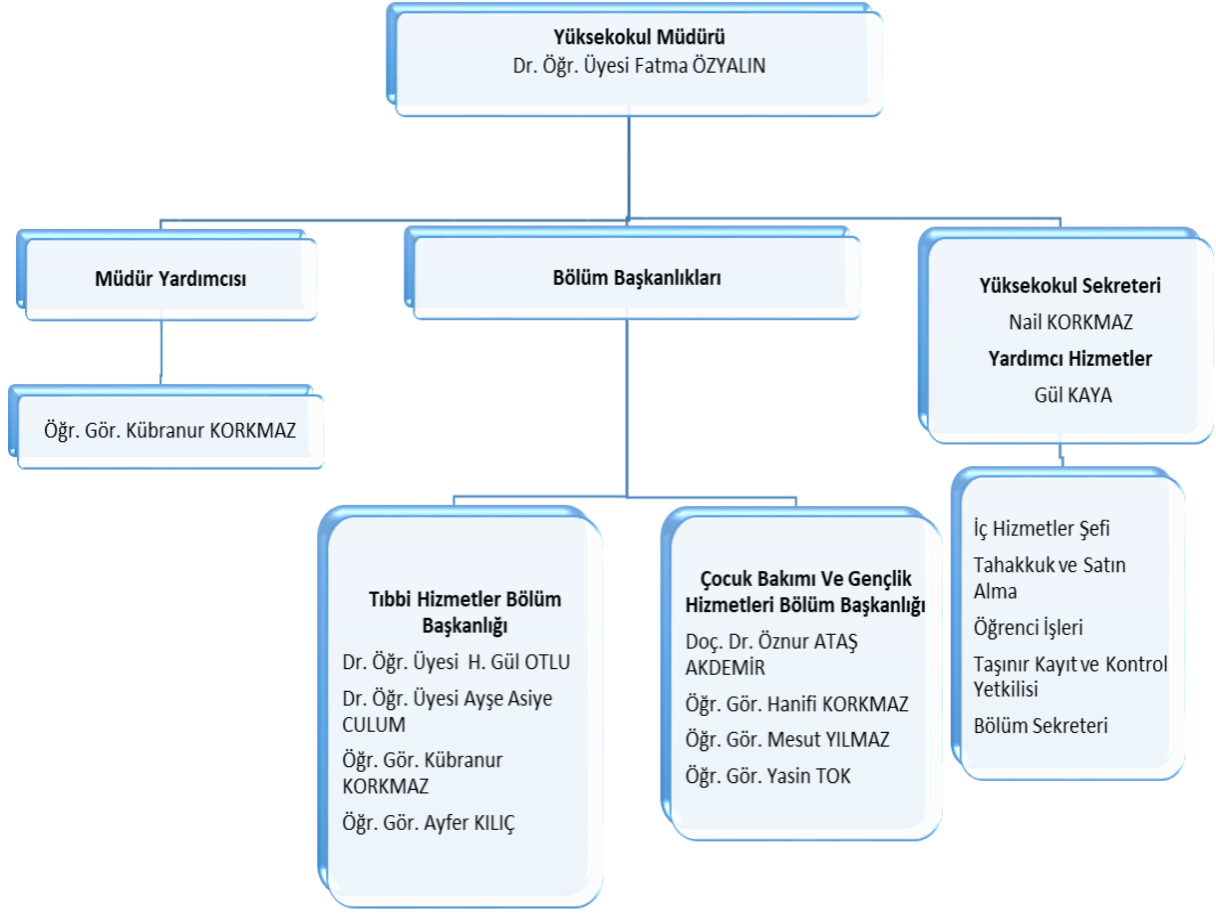 Yüksekokul Müdürü
Dr. Öğr. Üyesi Fatma ÖZYALIN
Müdür Yardımcısı
Öğr. Gör. Kübranur KORKMAZ
Bölüm Başkanlıkları
Tıbbi Hizmetler Bölüm
Başkanlığı
Dr. Öğr. Üyesi H. Gül OTLU
Dr. Öğr. Üyesi Ayşe Asiye
CULUM
Öğr. Gör. Kübranur
KORKMAZ
Öğr. Gör. Ayfer KILIÇ
Çocuk Bakımı Ve Gençlik
Hizmetleri Bölüm Başkanlığı
Doç. Dr. Öznur ATAŞ
AKDEMİR
Öğr. Gör. Hanifi KORKMAZ
Öğr. Gör. Mesut YILMAZ
Öğr. Gör. Yasin TOK
Yüksekokul Sekreteri
Nail KORKMAZ
Yardımcı Hizmetler
Gül KAYA
İç Hizmetler Şefi
Tahakkuk ve Satın
Alma
Öğrenci İşleri
Taşınır Kayıt ve Kontrol
Yetkilisi
Bölüm Sekreteri